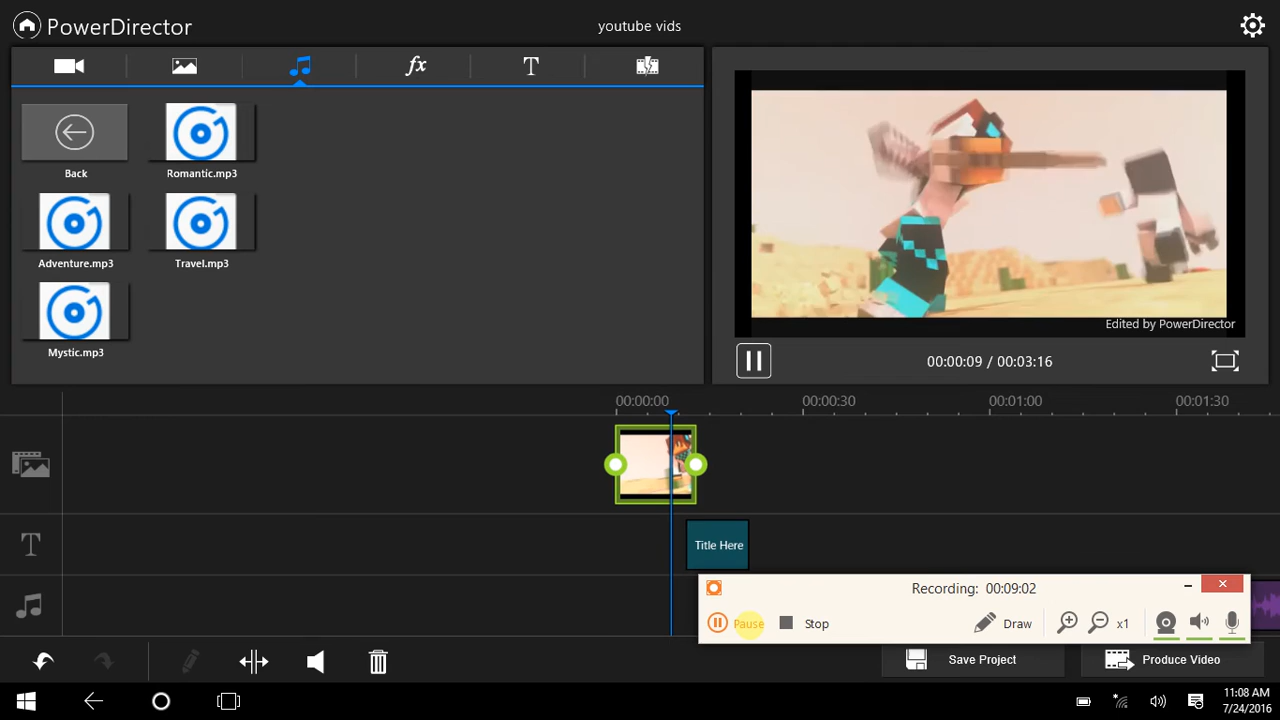 PowerDirector
youtube vids
fx
T
Back
Romantic.mp3
Adventure.mp3
Travel.mp3
Mystic.mp3
Edited by PowerDirector
00:00:09 / 00:03:16
00:00:00
00:00:30
00:01:00
00:01:30
T
Title Here
Recording: 00:09:02
Pause
Stop
Draw
x1
Save Project
Produce Video
11:08 AM
7/24/2016